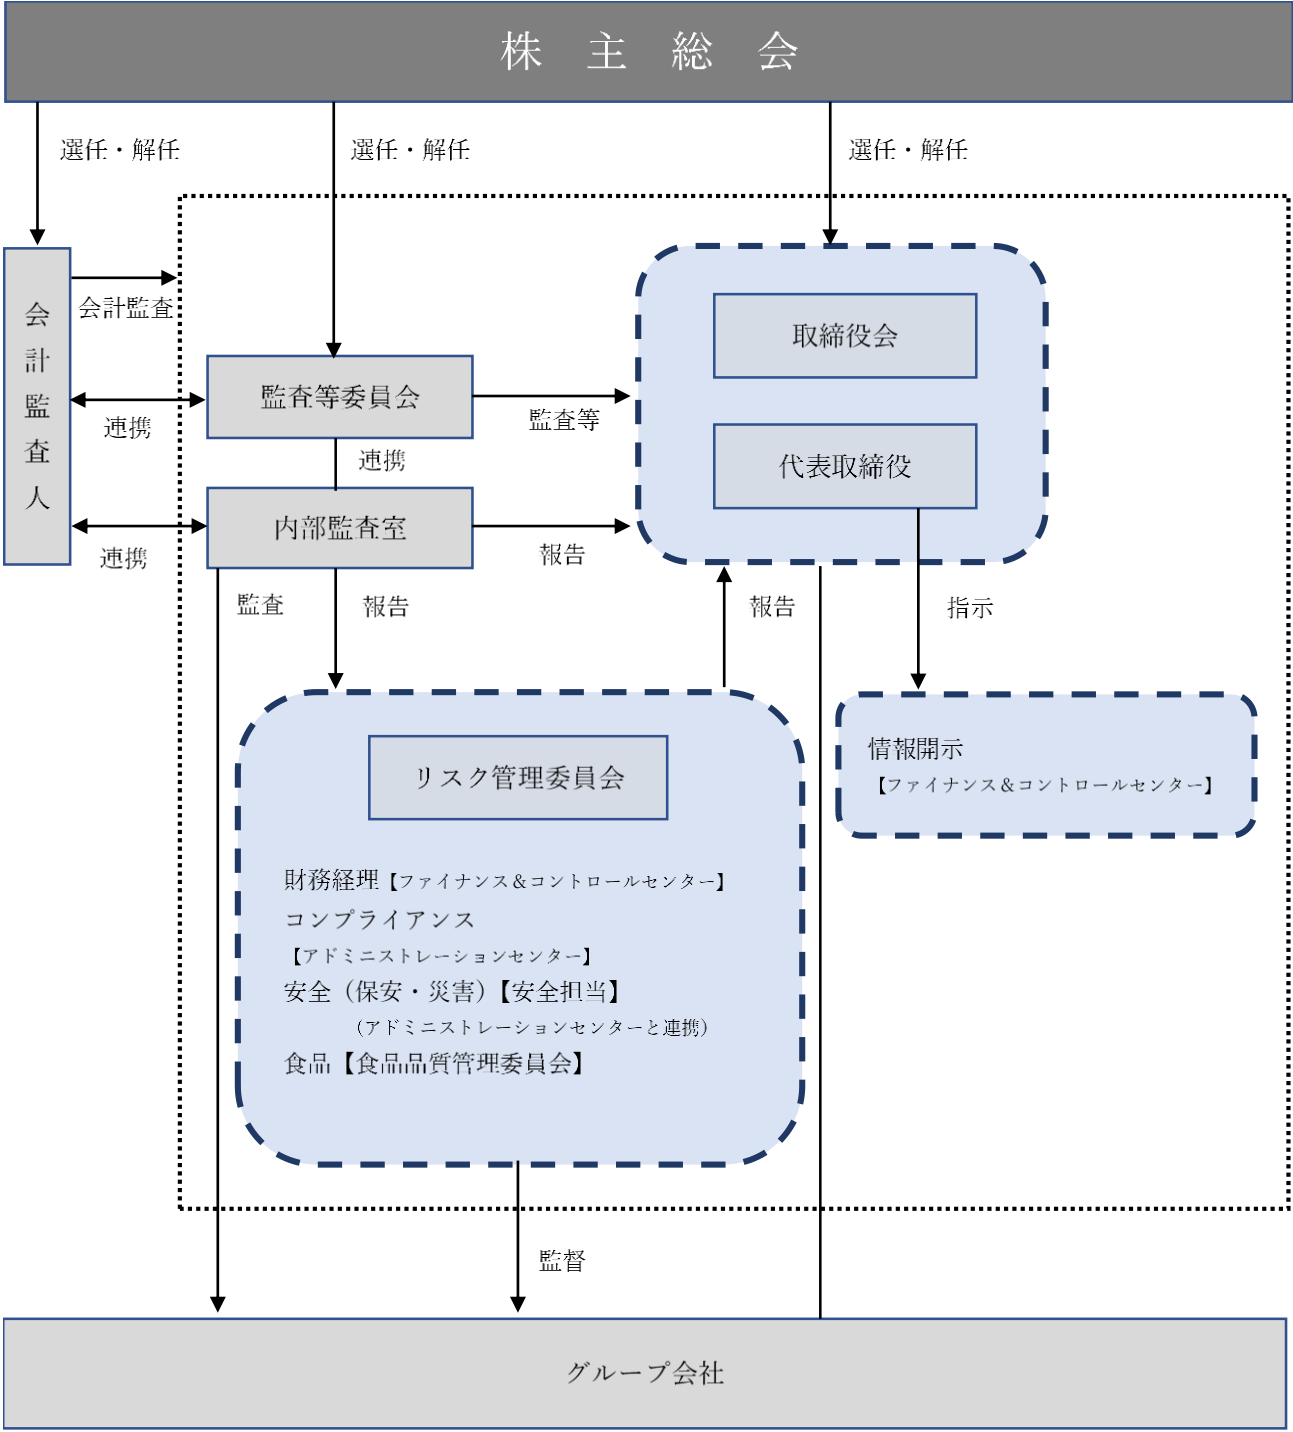 株 主 総 会
選任・解任
選任・解任
選任・解任
会計監査人
会計監査
連携
連携
監査等委員会
監査等
連携
内部監査室
報告
監査
報告
取締役会
代表取締役
報告
指示
リスク管理委員会
財務経理【ファイナンス＆コントロールセンター】
コンプライアンス
【アドミニストレーションセンター】
安全（保安・災害）【安全担当】
（アドミニストレーションセンターと連携）
食品【食品品質管理委員会】
情報開示
【ファイナンス＆コントロールセンター】
監督
グループ会社